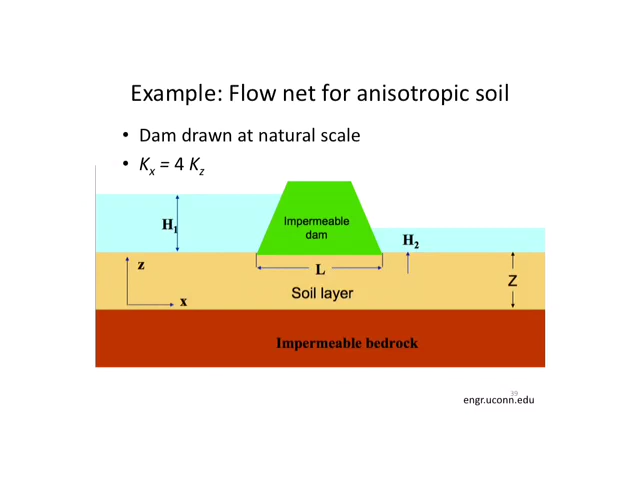 Example: Flow net for anisotropic soil
• Dam drawn at natural scale
• Kx = 4 Kz
H1
Impermeable
dam
H2
z
L
Z
x
Soil layer
Impermeable bedrock
39
engr.uconn.edu